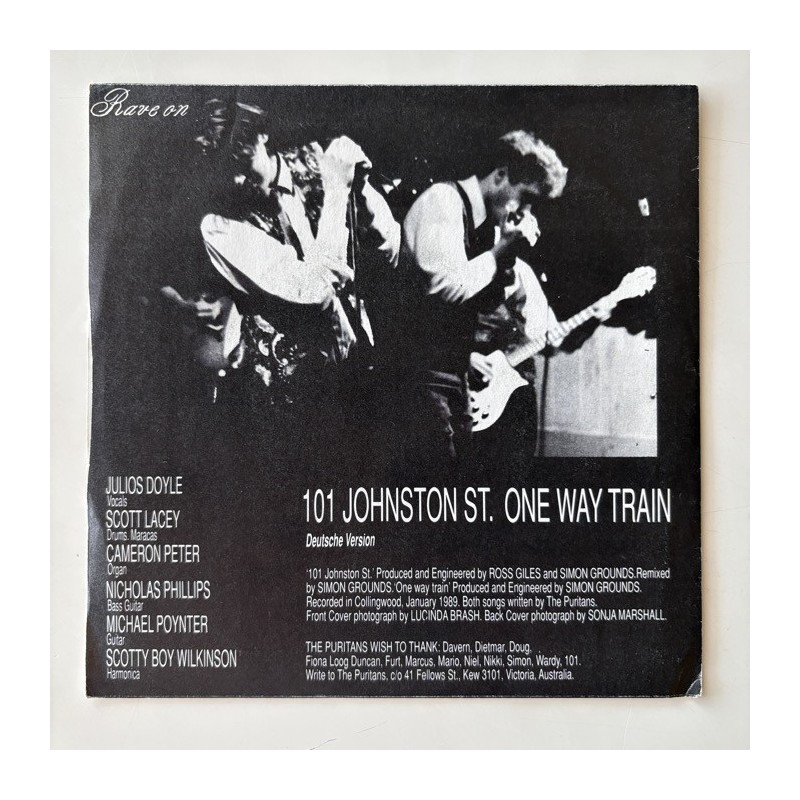 Rave on
JULIOS DOYLE
Vocals
SCOTT LACEY
Drums. Maracas
CAMERON PETER
Organ
NICHOLAS PHILLIPS
Bass Guitar
MICHAEL POYNTER
Guitar
SCOTTY BOY WILKINSON
Harmonica
101 JOHNSTON ST. ONE WAY TRAIN
Deutsche Version
'101 Johnston St.' Produced and Engineered by ROSS GILES and SIMON GROUNDS.Remixed
by SIMON GROUNDS.'One way train' Produced and Engineered by SIMON GROUNDS.
Recorded in Collingwood, January 1989. Both songs written by The Puritans.
Front Cover photograph by LUCINDA BRASH. Back Cover photograph by SONJA MARSHALL.
THE PURITANS WISH TO THANK: Davern, Dietmar, Doug,
Fiona Loog Duncan, Furt, Marcus, Mario, Niel, Nikki, Simon, Wardy, 101.
Write to The Puritans, c/o 41 Fellows St., Kew 3101, Victoria, Australia.